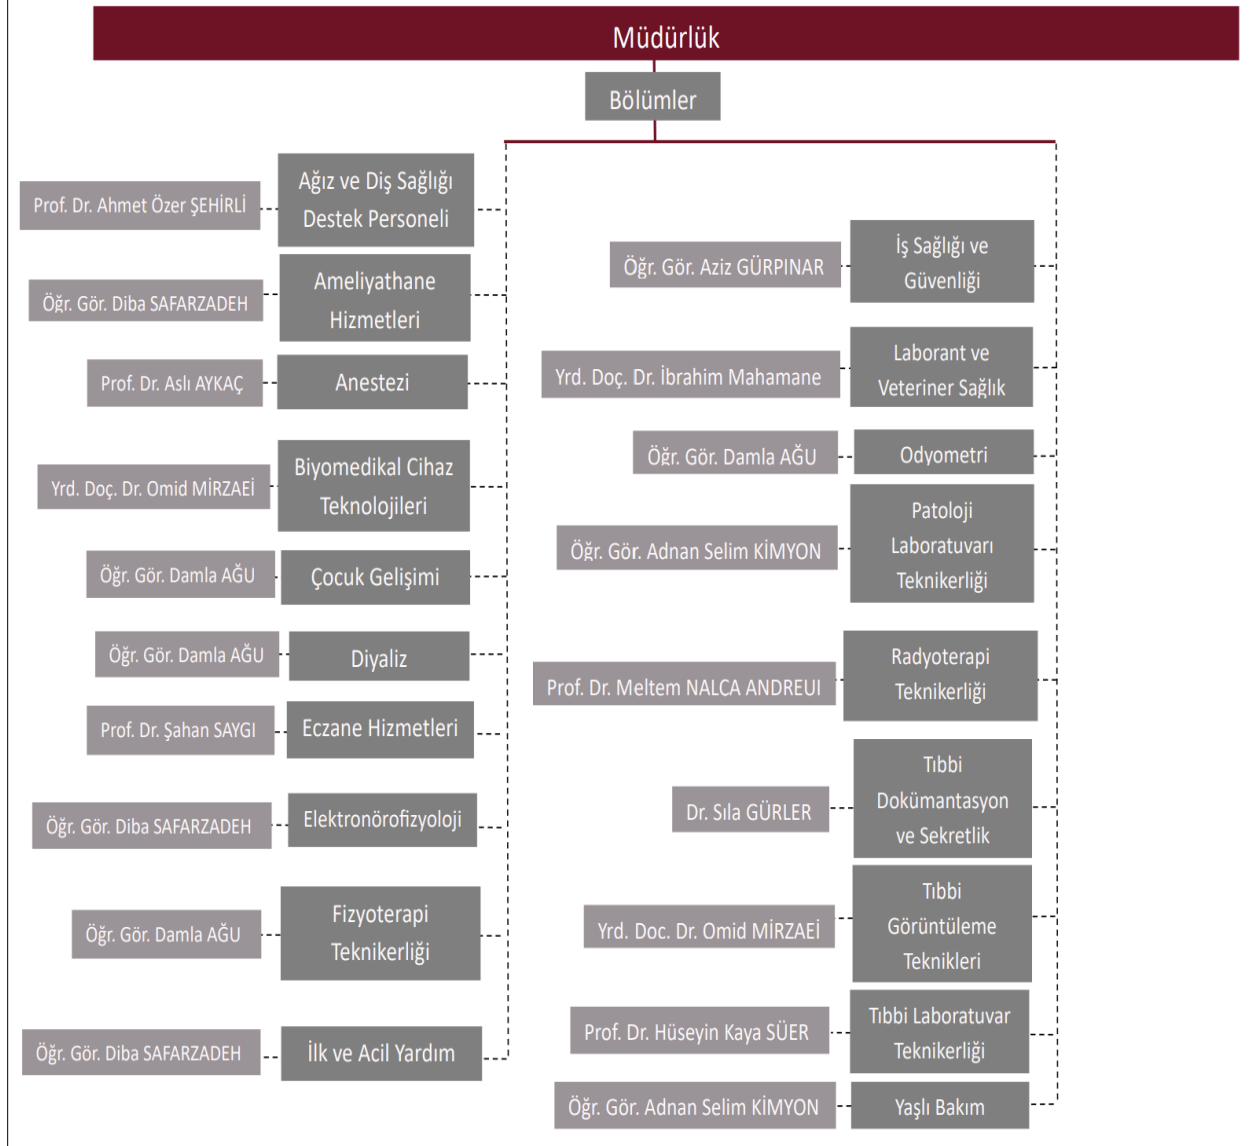 Müdürlük
Bölümler
Prof. Dr. Ahmet Özer ŞEHİRLİ
Ağız ve Diş Sağlığı
Destek Personeli
Öğr. Gör. Diba SAFARZADEH
Ameliyathane
Hizmetleri
Prof. Dr. Aslı AYKAÇ
Anestezi
Yrd. Doç. Dr. Omid MİRZAEİ
Biyomedikal Cihaz
Teknolojileri
Öğr. Gör. Damla AĞU
Çocuk Gelişimi
Öğr. Gör. Damla AĞU
Diyaliz
Prof. Dr. Şahan SAYGI
Eczane Hizmetleri
Öğr. Gör. Diba SAFARZADEH
Elektronörofizyoloji
Öğr. Gör. Damla AĞU
Fizyoterapi
Teknikerliği
Öğr. Gör. Diba SAFARZADEH
İlk ve Acil Yardım
Öğr. Gör. Aziz GÜRPINAR
İş Sağlığı ve
Güvenliği
Yrd. Doç. Dr. İbrahim Mahamane
Laborant ve
Veteriner Sağlık
Öğr. Gör. Damla AĞU
Odyometri
Öğr. Gör. Adnan Selim KİMYON
Patoloji
Laboratuvarı
Teknikerliği
Prof. Dr. Meltem NALCA ANDREUI
Radyoterapi
Teknikerliği
Dr. Sıla GÜRLER
Tıbbi
Dokümantasyon
ve Sekretlik
Yrd. Doc. Dr. Omid MİRZAEİ
Tıbbi
Görüntüleme
Teknikleri
Prof. Dr. Hüseyin Kaya SÜER
Tıbbi Laboratuvar
Teknikerliği
Öğr. Gör. Adnan Selim KİMYON
Yaşlı Bakım